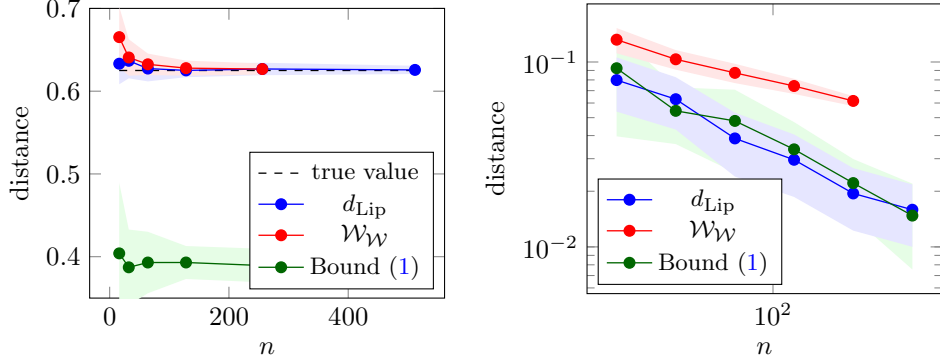 0.7
0.6
0.5
0.4
distance
true value
d_Lip
𝒲_𝒲
Bound (1)
0
200
400
n
10^{-1}
10^{-2}
distance
d_Lip
𝒲_𝒲
Bound (1)
10^2
n